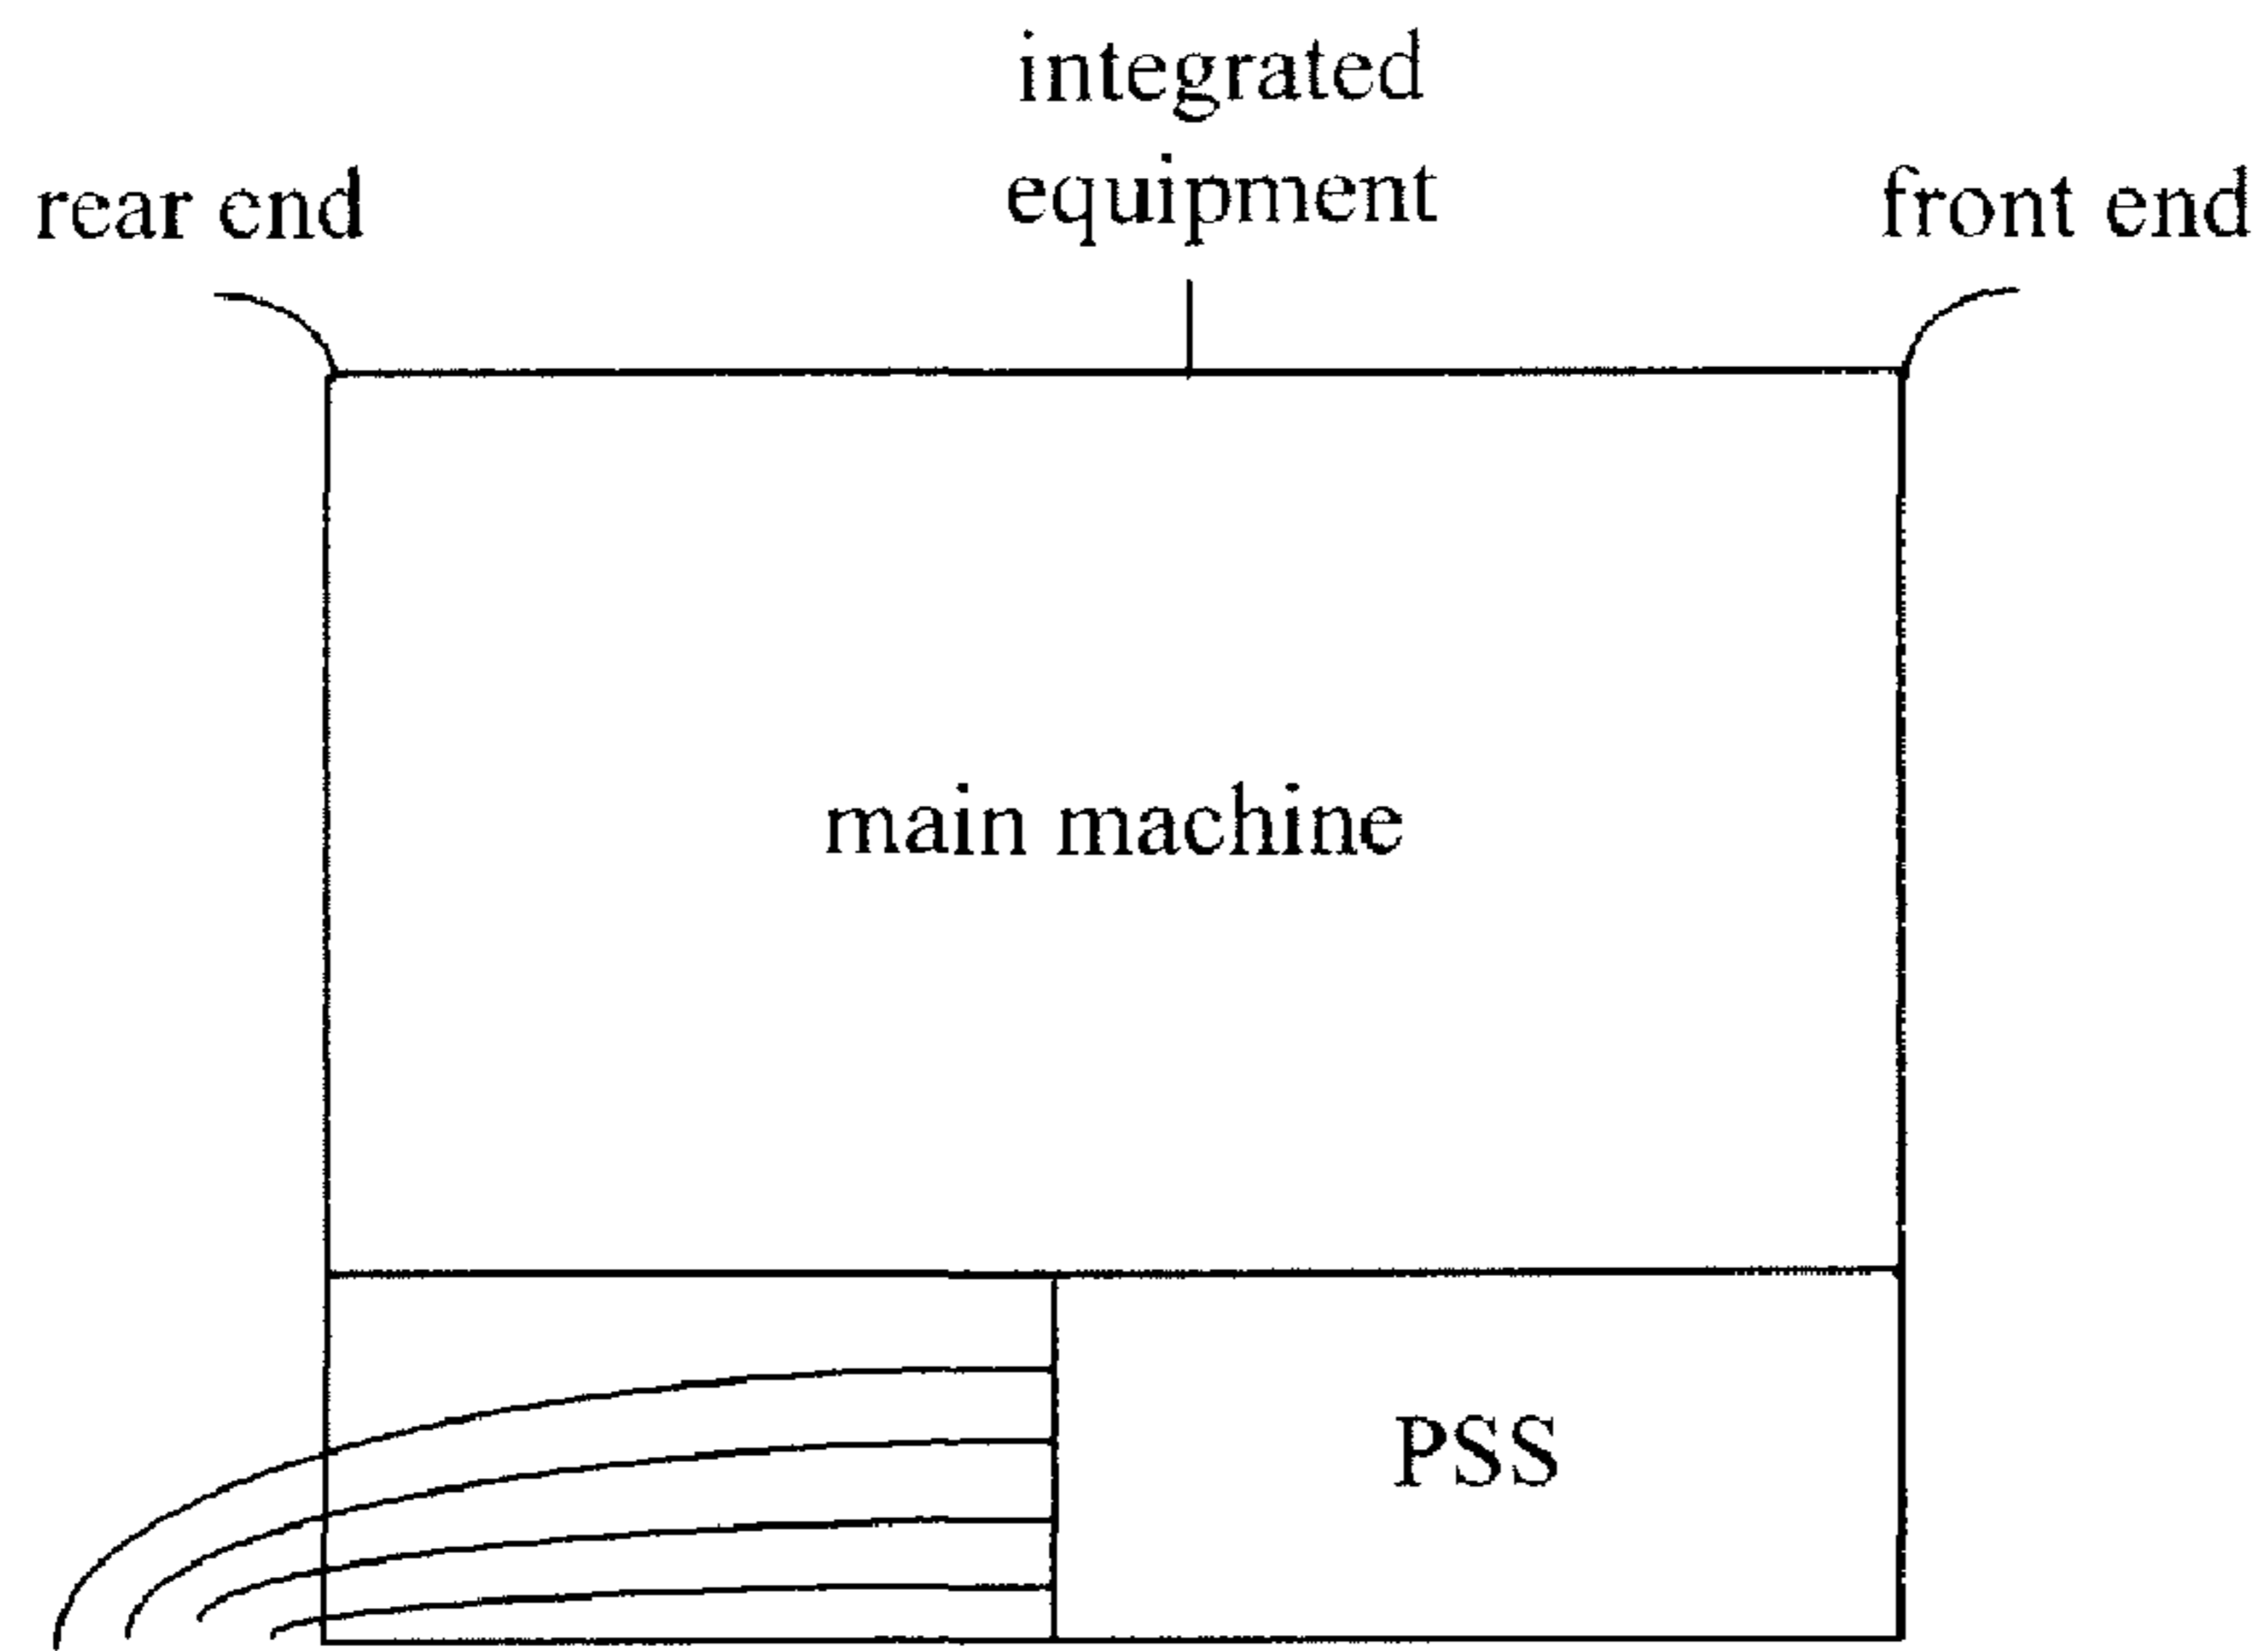 integrated
equipment
rear end
front end
main machine
PSS